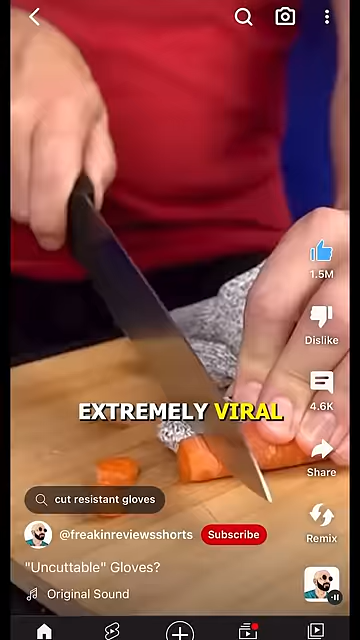 EXTREMELY VIRAL
1.5M
Dislike
4.6K
Share
Remix
cut resistant gloves
@freakinreviewsshorts Subscribe
"Uncuttable" Gloves?
Original Sound